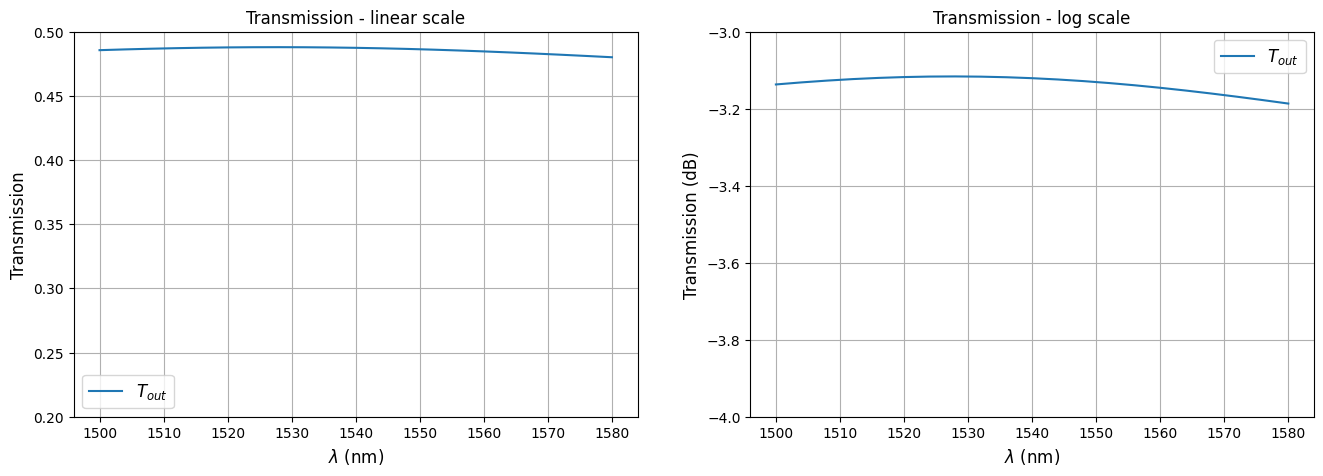 Transmission - linear scale
0.50
0.45
0.40
0.35
0.30
0.25
0.20
Transmission
T_out
1500 1510 1520 1530 1540 1550 1560 1570 1580
λ (nm)
Transmission - log scale
−3.0
−3.2
−3.4
−3.6
−3.8
−4.0
Transmission (dB)
T_out
1500 1510 1520 1530 1540 1550 1560 1570 1580
λ (nm)